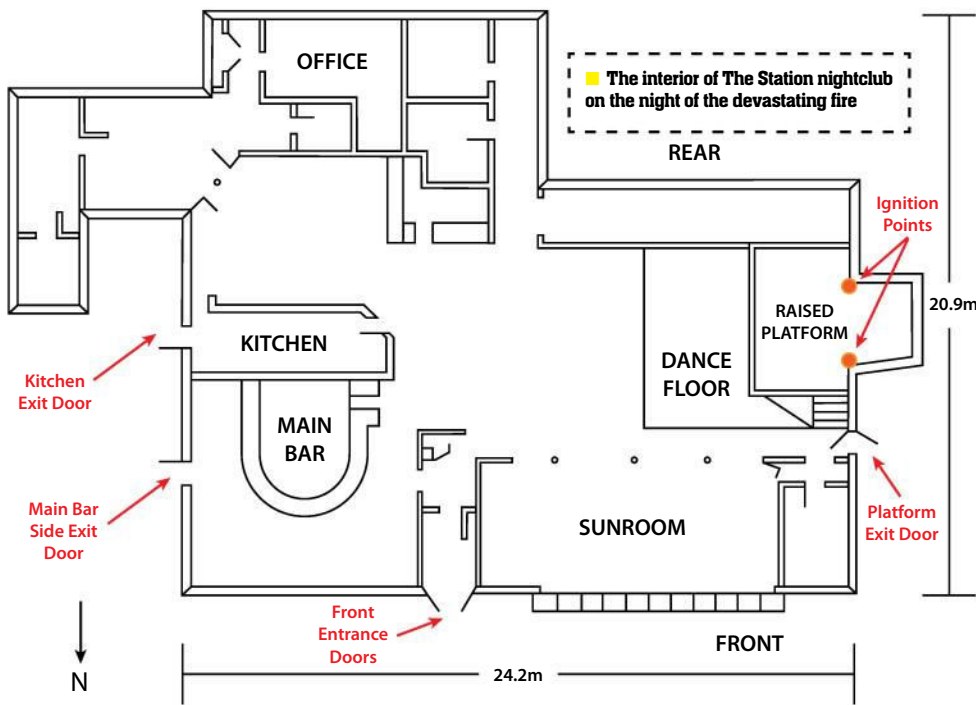 OFFICE
The interior of The Station nightclub
on the night of the devastating fire
REAR
Ignition
Points
RAISED
PLATFORM
20.9m
KITCHEN
DANCE
FLOOR
Kitchen
Exit Door
MAIN
BAR
Main Bar
Side Exit
Door
SUNROOM
Platform
Exit Door
Front
Entrance
Doors
FRONT
N
24.2m